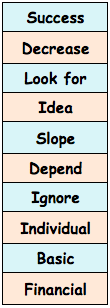 Success
Decrease
Look for
Idea
Slope
Depend
Ignore
Individual
Basic
Financial